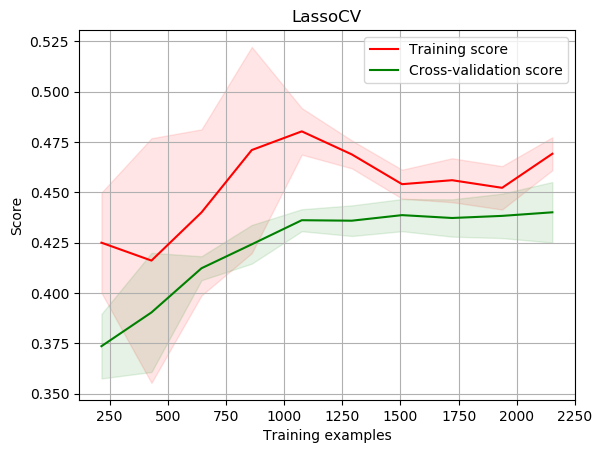 LassoCV
Training score
Cross-validation score
Score
0.525
0.500
0.475
0.450
0.425
0.400
0.375
0.350
250 500 750 1000 1250 1500 1750 2000 2250
Training examples